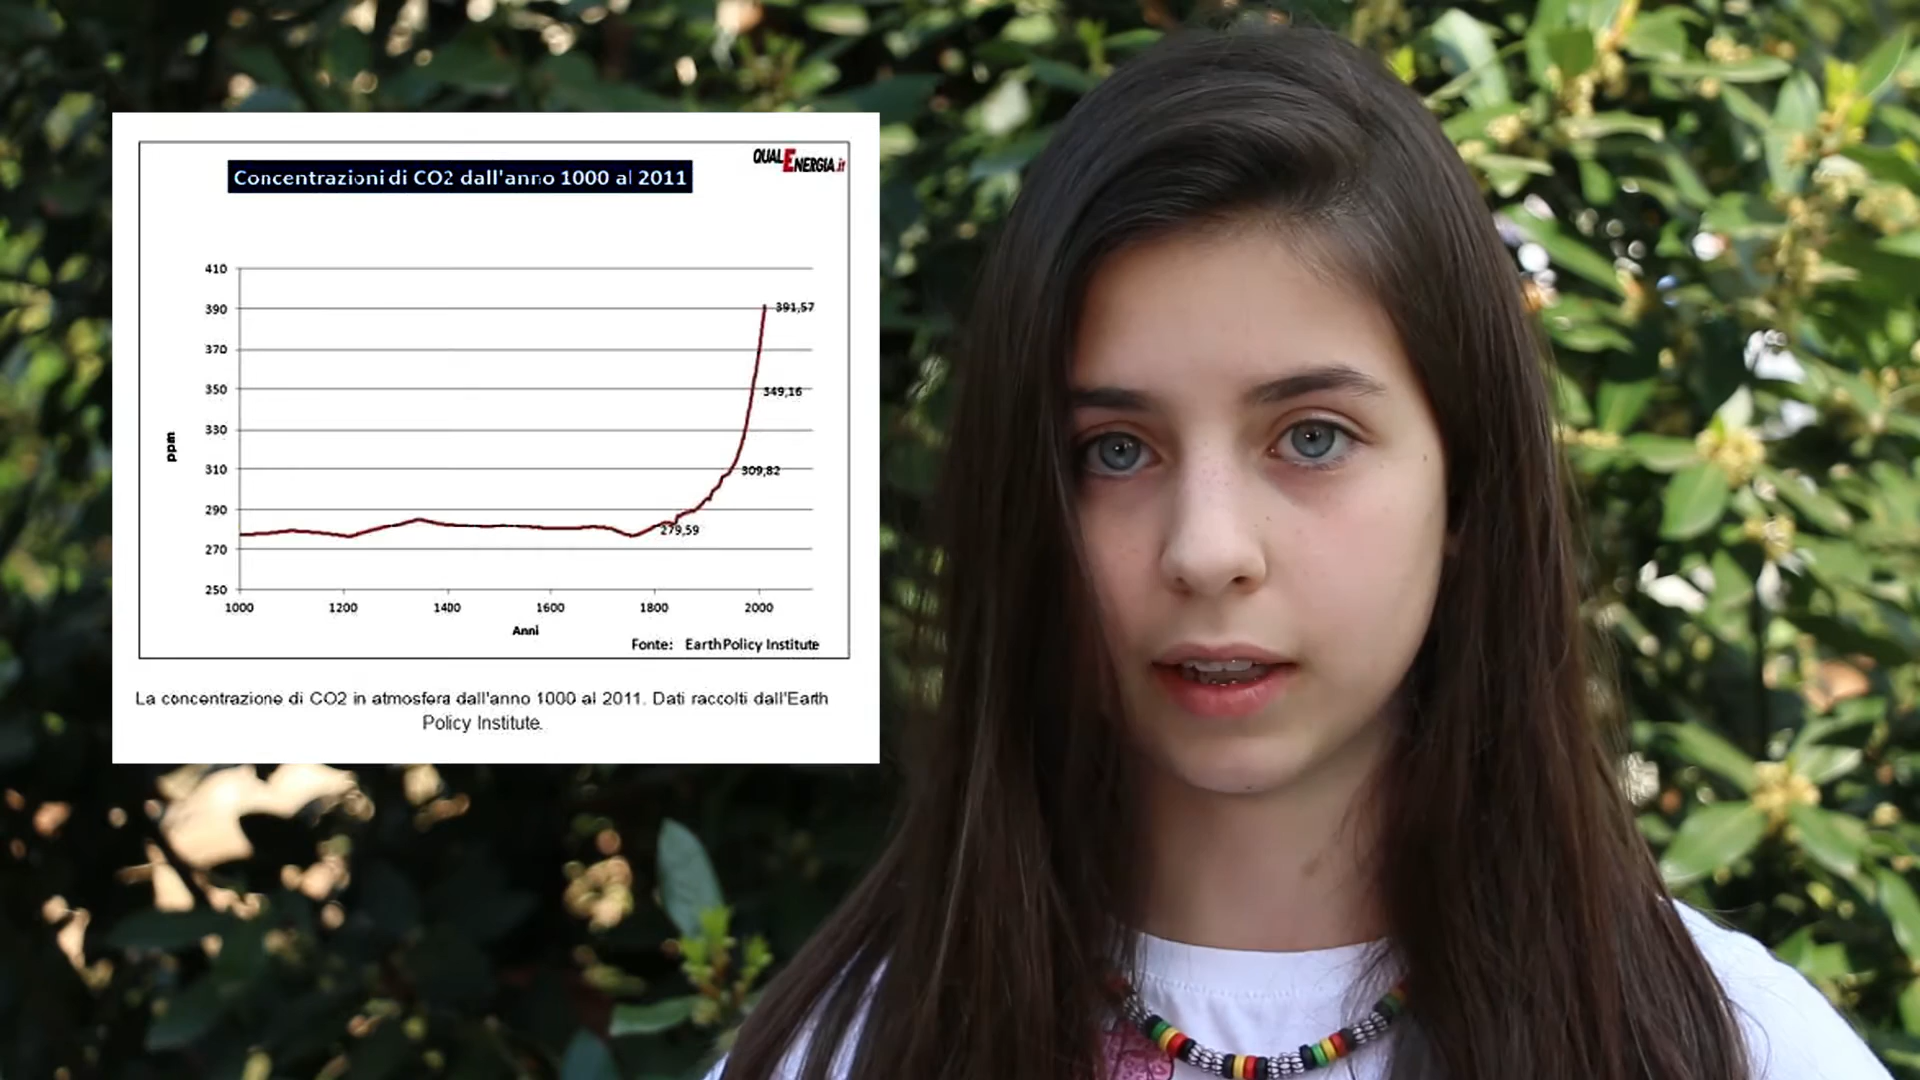 QUALENERGIA.it
Concentrazioni di CO2 dall'anno 1000 al 2011
410
390
370
350
330
310
290
270
250
ppm
391,57
349,16
309,82
279,59
1000 1200 1400 1600 1800 2000
Anni
Fonte: EarthPolicy Institute
La concentrazione di CO2 in atmosfera dall'anno 1000 al 2011. Dati raccolti dall'Earth
Policy Institute.